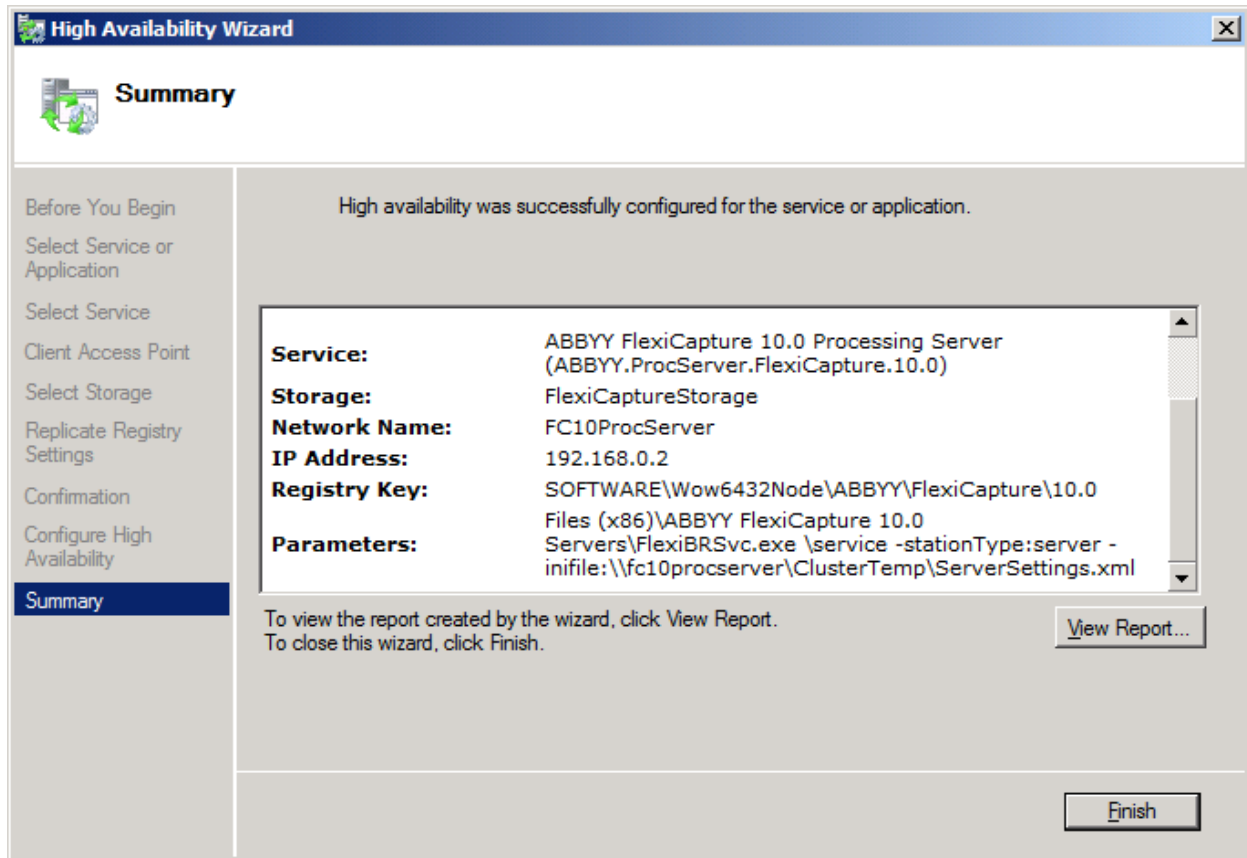 High Availability Wizard
Summary
Before You Begin
Select Service or
Application
Select Service
Client Access Point
Select Storage
Replicate Registry
Settings
Confirmation
Configure High
Availability
Summary
High availability was successfully configured for the service or application.
Service: ABBYY FlexiCapture 10.0 Processing Server
(ABBYY.ProcServer.FlexiCapture.10.0)
Storage: FlexiCaptureStorage
Network Name: FC10ProcServer
IP Address: 192.168.0.2
Registry Key: SOFTWARE\Wow6432Node\ABBYY\FlexiCapture\10.0
Files (x86)\ABBYY FlexiCapture 10.0
Parameters: Servers\FlexiBRSvc.exe \service -stationType:server -
inifile:\\fc10procserver\ClusterTemp\ServerSettings.xml
To view the report created by the wizard, click View Report.
To close this wizard, click Finish.
View Report...
Finish